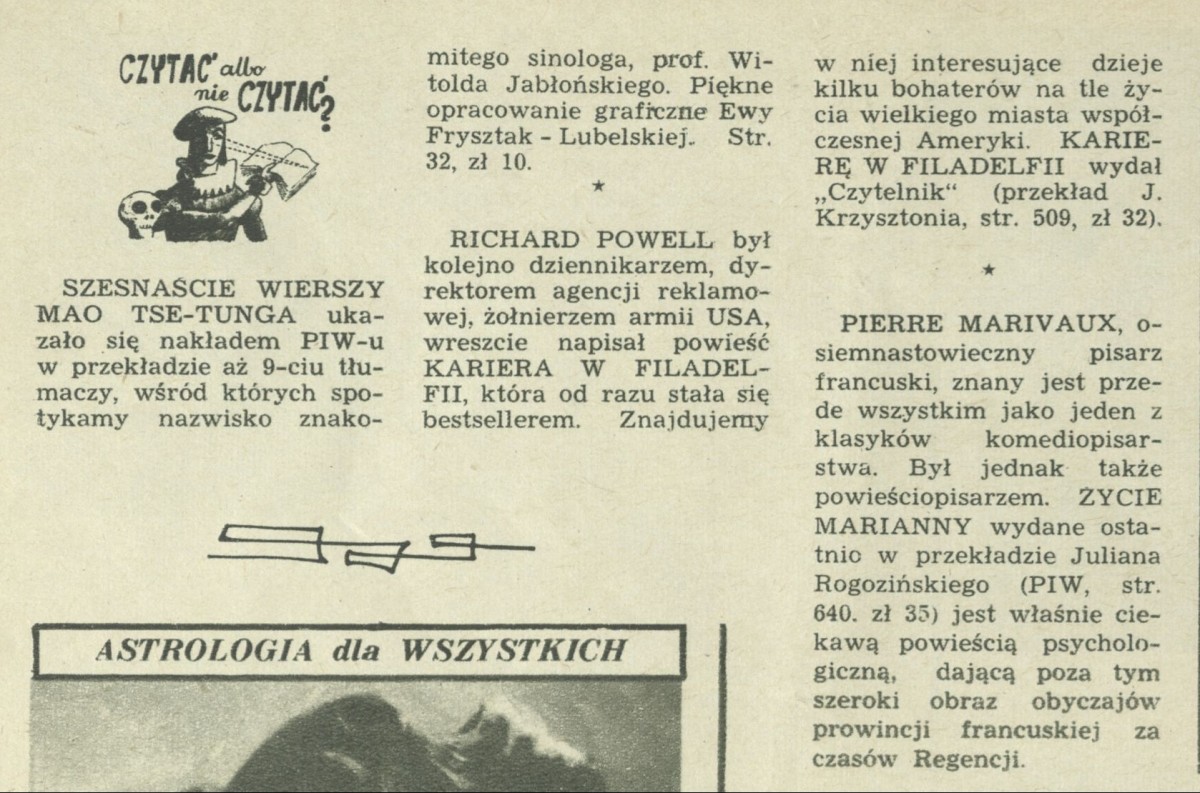 CZYTAĆ albo
nie CZYTAĆ?
SZESNAŚCIE WIERSZY
MAO TSE-TUNGA uka-
zało się nakładem PIW-u
w przekładzie aż 9-ciu tłu-
maczy, wśród których spo-
tykamy nazwisko znako-
mitego sinologa, prof. Wi-
tolda Jabłońskiego. Piękne
opracowanie graficzne Ewy
Frysztak - Lubelskiej. Str.
32, zł 10.
★
RICHARD POWELL był
kolejno dziennikarzem, dy-
rektorem agencji reklamo-
wej, żołnierzem armii USA,
wreszcie napisał powieść
KARIERA W FILADEL-
FII, która od razu stała się
bestsellerem. Znajdujemy
w niej interesujące dzieje
kilku bohaterów na tle ży-
cia wielkiego miasta współ-
czesnej Ameryki. KARIE-
RĘ W FILADELFII wydał
„Czytelnik“ (przekład J.
Krzysztonia, str. 509, zł 32).
★
PIERRE MARIVAUX, o-
siemnastowieczny pisarz
francuski, znany jest prze-
de wszystkim jako jeden z
klasyków komediopisar-
stwa. Był jednak także
powieściopisarzem. ŻYCIE
MARIANNY wydane osta-
tnio w przekładzie Juliana
Rogozińskiego (PIW, str.
640. zł 35) jest właśnie cie-
kawą powieścią psycholo-
giczną, dającą poza tym
szeroki obraz obyczajów
prowincji francuskiej za
czasów Regencji.
ASTROLOGIA dla WSZYSTKICH